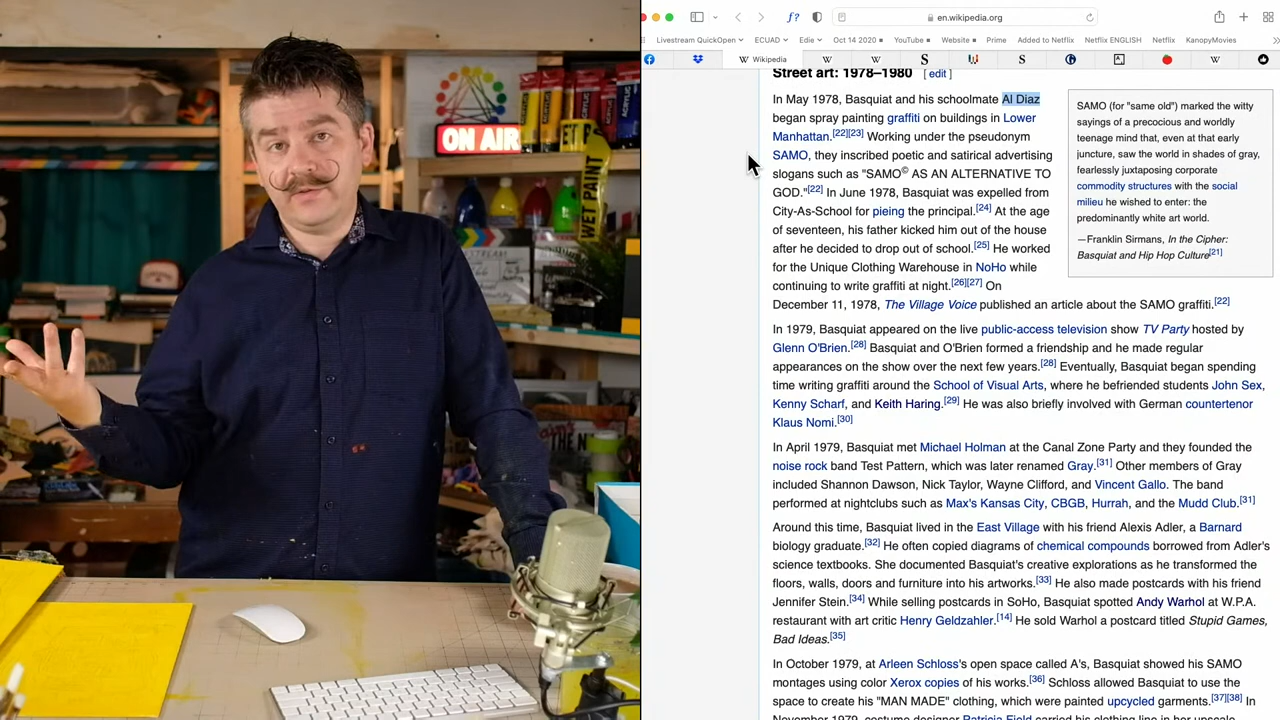 ON AIR
ACRYLIC
WET PAINT
en.wikipedia.org
Livestream QuickOpen ECUAD Edie Oct 14 2020 YouTube Website Prime Added to Netflix Netflix ENGLISH Netflix KanopyMovies
Wikipedia
Street art: 1978–1980 [ edit ]
In May 1978, Basquiat and his schoolmate Al Diaz
began spray painting graffiti on buildings in Lower
Manhattan.[22][23] Working under the pseudonym
SAMO, they inscribed poetic and satirical advertising
slogans such as "SAMO© AS AN ALTERNATIVE TO
GOD."[22] In June 1978, Basquiat was expelled from
City-As-School for pieing the principal.[24] At the age
of seventeen, his father kicked him out of the house
after he decided to drop out of school.[25] He worked
for the Unique Clothing Warehouse in NoHo while
continuing to write graffiti at night.[26][27] On
December 11, 1978, The Village Voice published an article about the SAMO graffiti.[22]
SAMO (for "same old") marked the witty
sayings of a precocious and worldly
teenage mind that, even at that early
juncture, saw the world in shades of gray,
fearlessly juxtaposing corporate
commodity structures with the social
milieu he wished to enter: the
predominantly white art world.
—Franklin Sirmans, In the Cipher:
Basquiat and Hip Hop Culture[21]
In 1979, Basquiat appeared on the live public-access television show TV Party hosted by
Glenn O'Brien.[28] Basquiat and O'Brien formed a friendship and he made regular
appearances on the show over the next few years.[28] Eventually, Basquiat began spending
time writing graffiti around the School of Visual Arts, where he befriended students John Sex,
Kenny Scharf, and Keith Haring.[29] He was also briefly involved with German countertenor
Klaus Nomi.[30]
In April 1979, Basquiat met Michael Holman at the Canal Zone Party and they founded the
noise rock band Test Pattern, which was later renamed Gray.[31] Other members of Gray
included Shannon Dawson, Nick Taylor, Wayne Clifford, and Vincent Gallo. The band
performed at nightclubs such as Max's Kansas City, CBGB, Hurrah, and the Mudd Club.[31]
Around this time, Basquiat lived in the East Village with his friend Alexis Adler, a Barnard
biology graduate.[32] He often copied diagrams of chemical compounds borrowed from Adler's
science textbooks. She documented Basquiat's creative explorations as he transformed the
floors, walls, doors and furniture into his artworks.[33] He also made postcards with his friend
Jennifer Stein.[34] While selling postcards in SoHo, Basquiat spotted Andy Warhol at W.P.A.
restaurant with art critic Henry Geldzahler.[14] He sold Warhol a postcard titled Stupid Games,
Bad Ideas.[35]
In October 1979, at Arleen Schloss's open space called A's, Basquiat showed his SAMO
montages using color Xerox copies of his works.[36] Schloss allowed Basquiat to use the
space to create his "MAN MADE" clothing, which were painted upcycled garments.[37][38] In
November 1979, costume designer Patricia Field carried his clothing line in her upscale